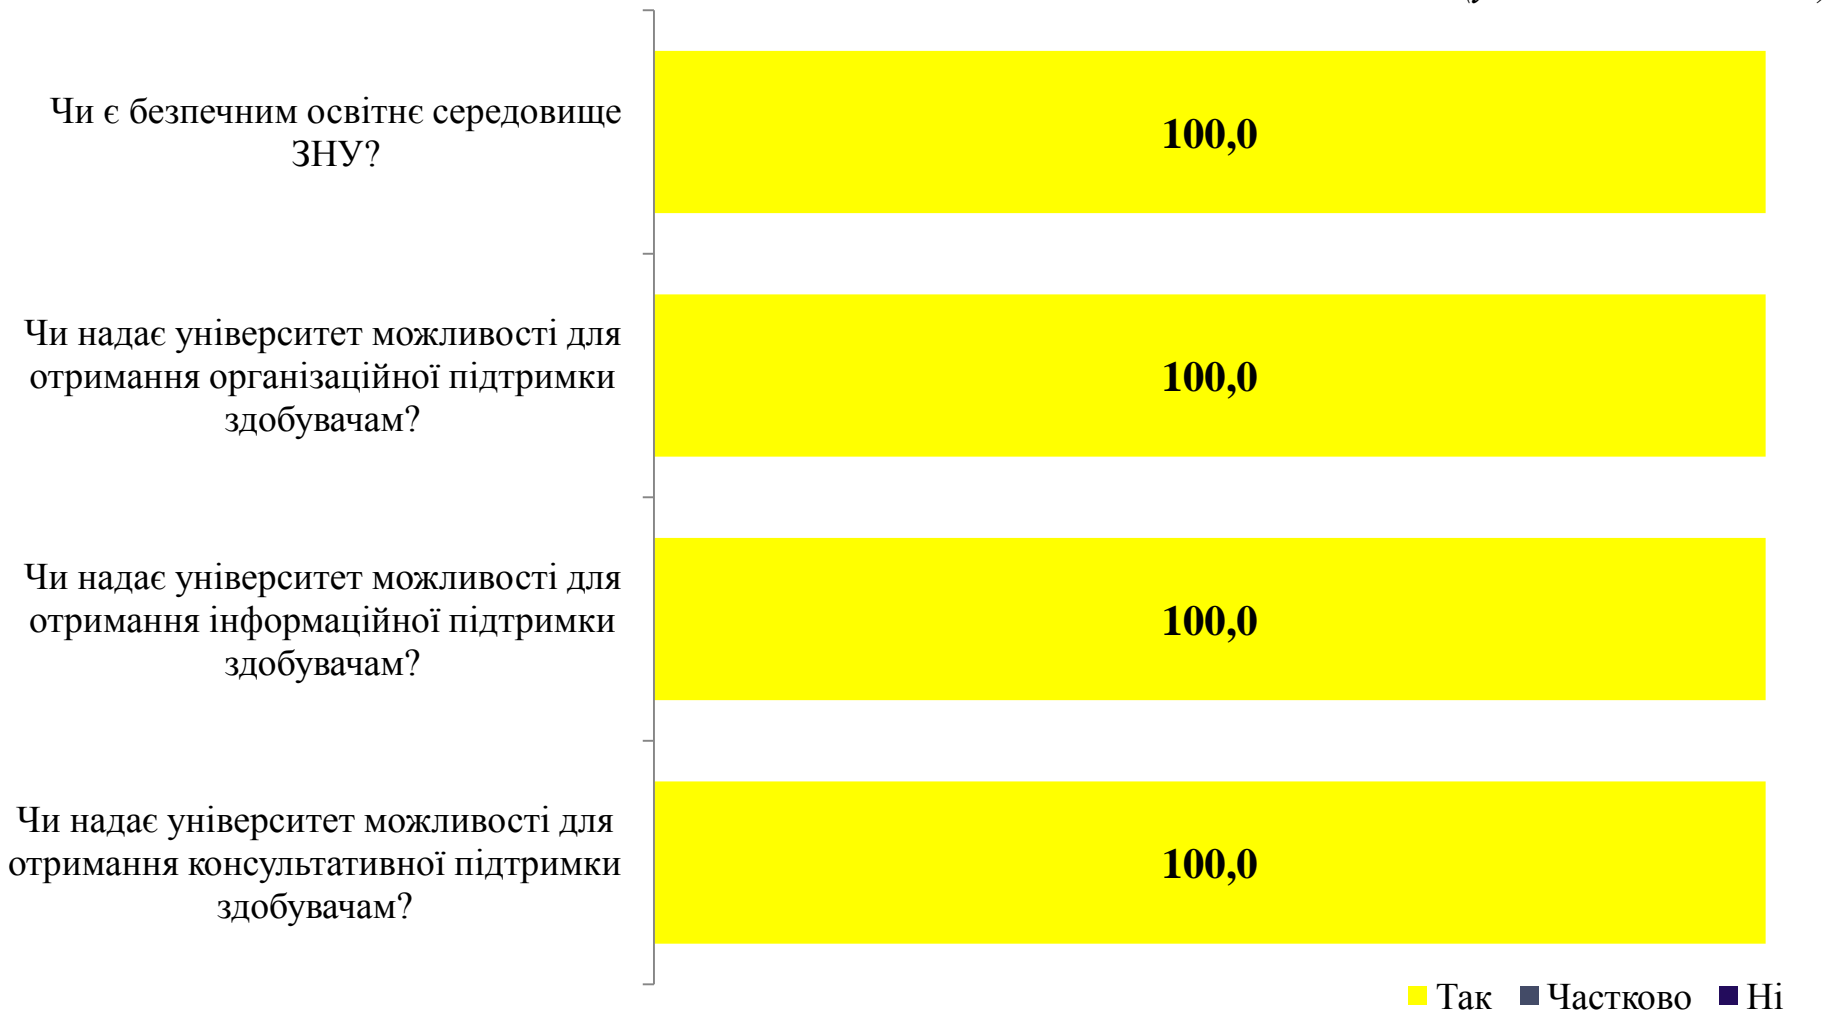 Чи є безпечним освітнє середовище
ЗНУ?
100,0
Чи надає університет можливості для
отримання організаційної підтримки
здобувачам?
100,0
Чи надає університет можливості для
отримання інформаційної підтримки
здобувачам?
100,0
Чи надає університет можливості для
отримання консультативної підтримки
здобувачам?
100,0
Так Частково Ні